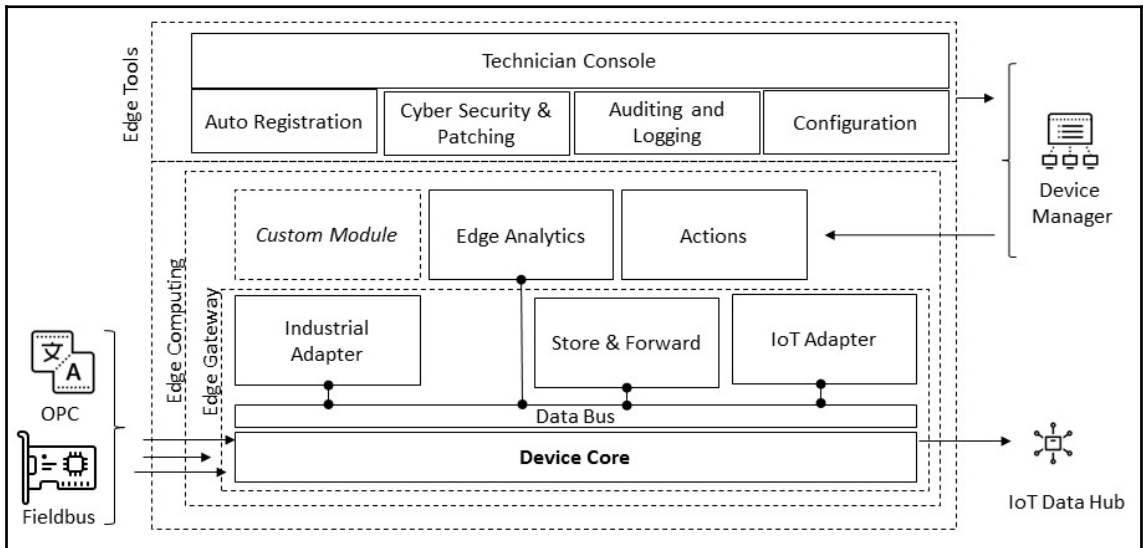 Edge Tools
Technician Console
Auto Registration
Cyber Security &
Patching
Auditing and
Logging
Configuration
Device
Manager
Edge Computing
Custom Module
Edge Analytics
Actions
Edge Gateway
Industrial
Adapter
Store & Forward
IoT Adapter
文
A
OPC
Fieldbus
Data Bus
Device Core
IoT Data Hub